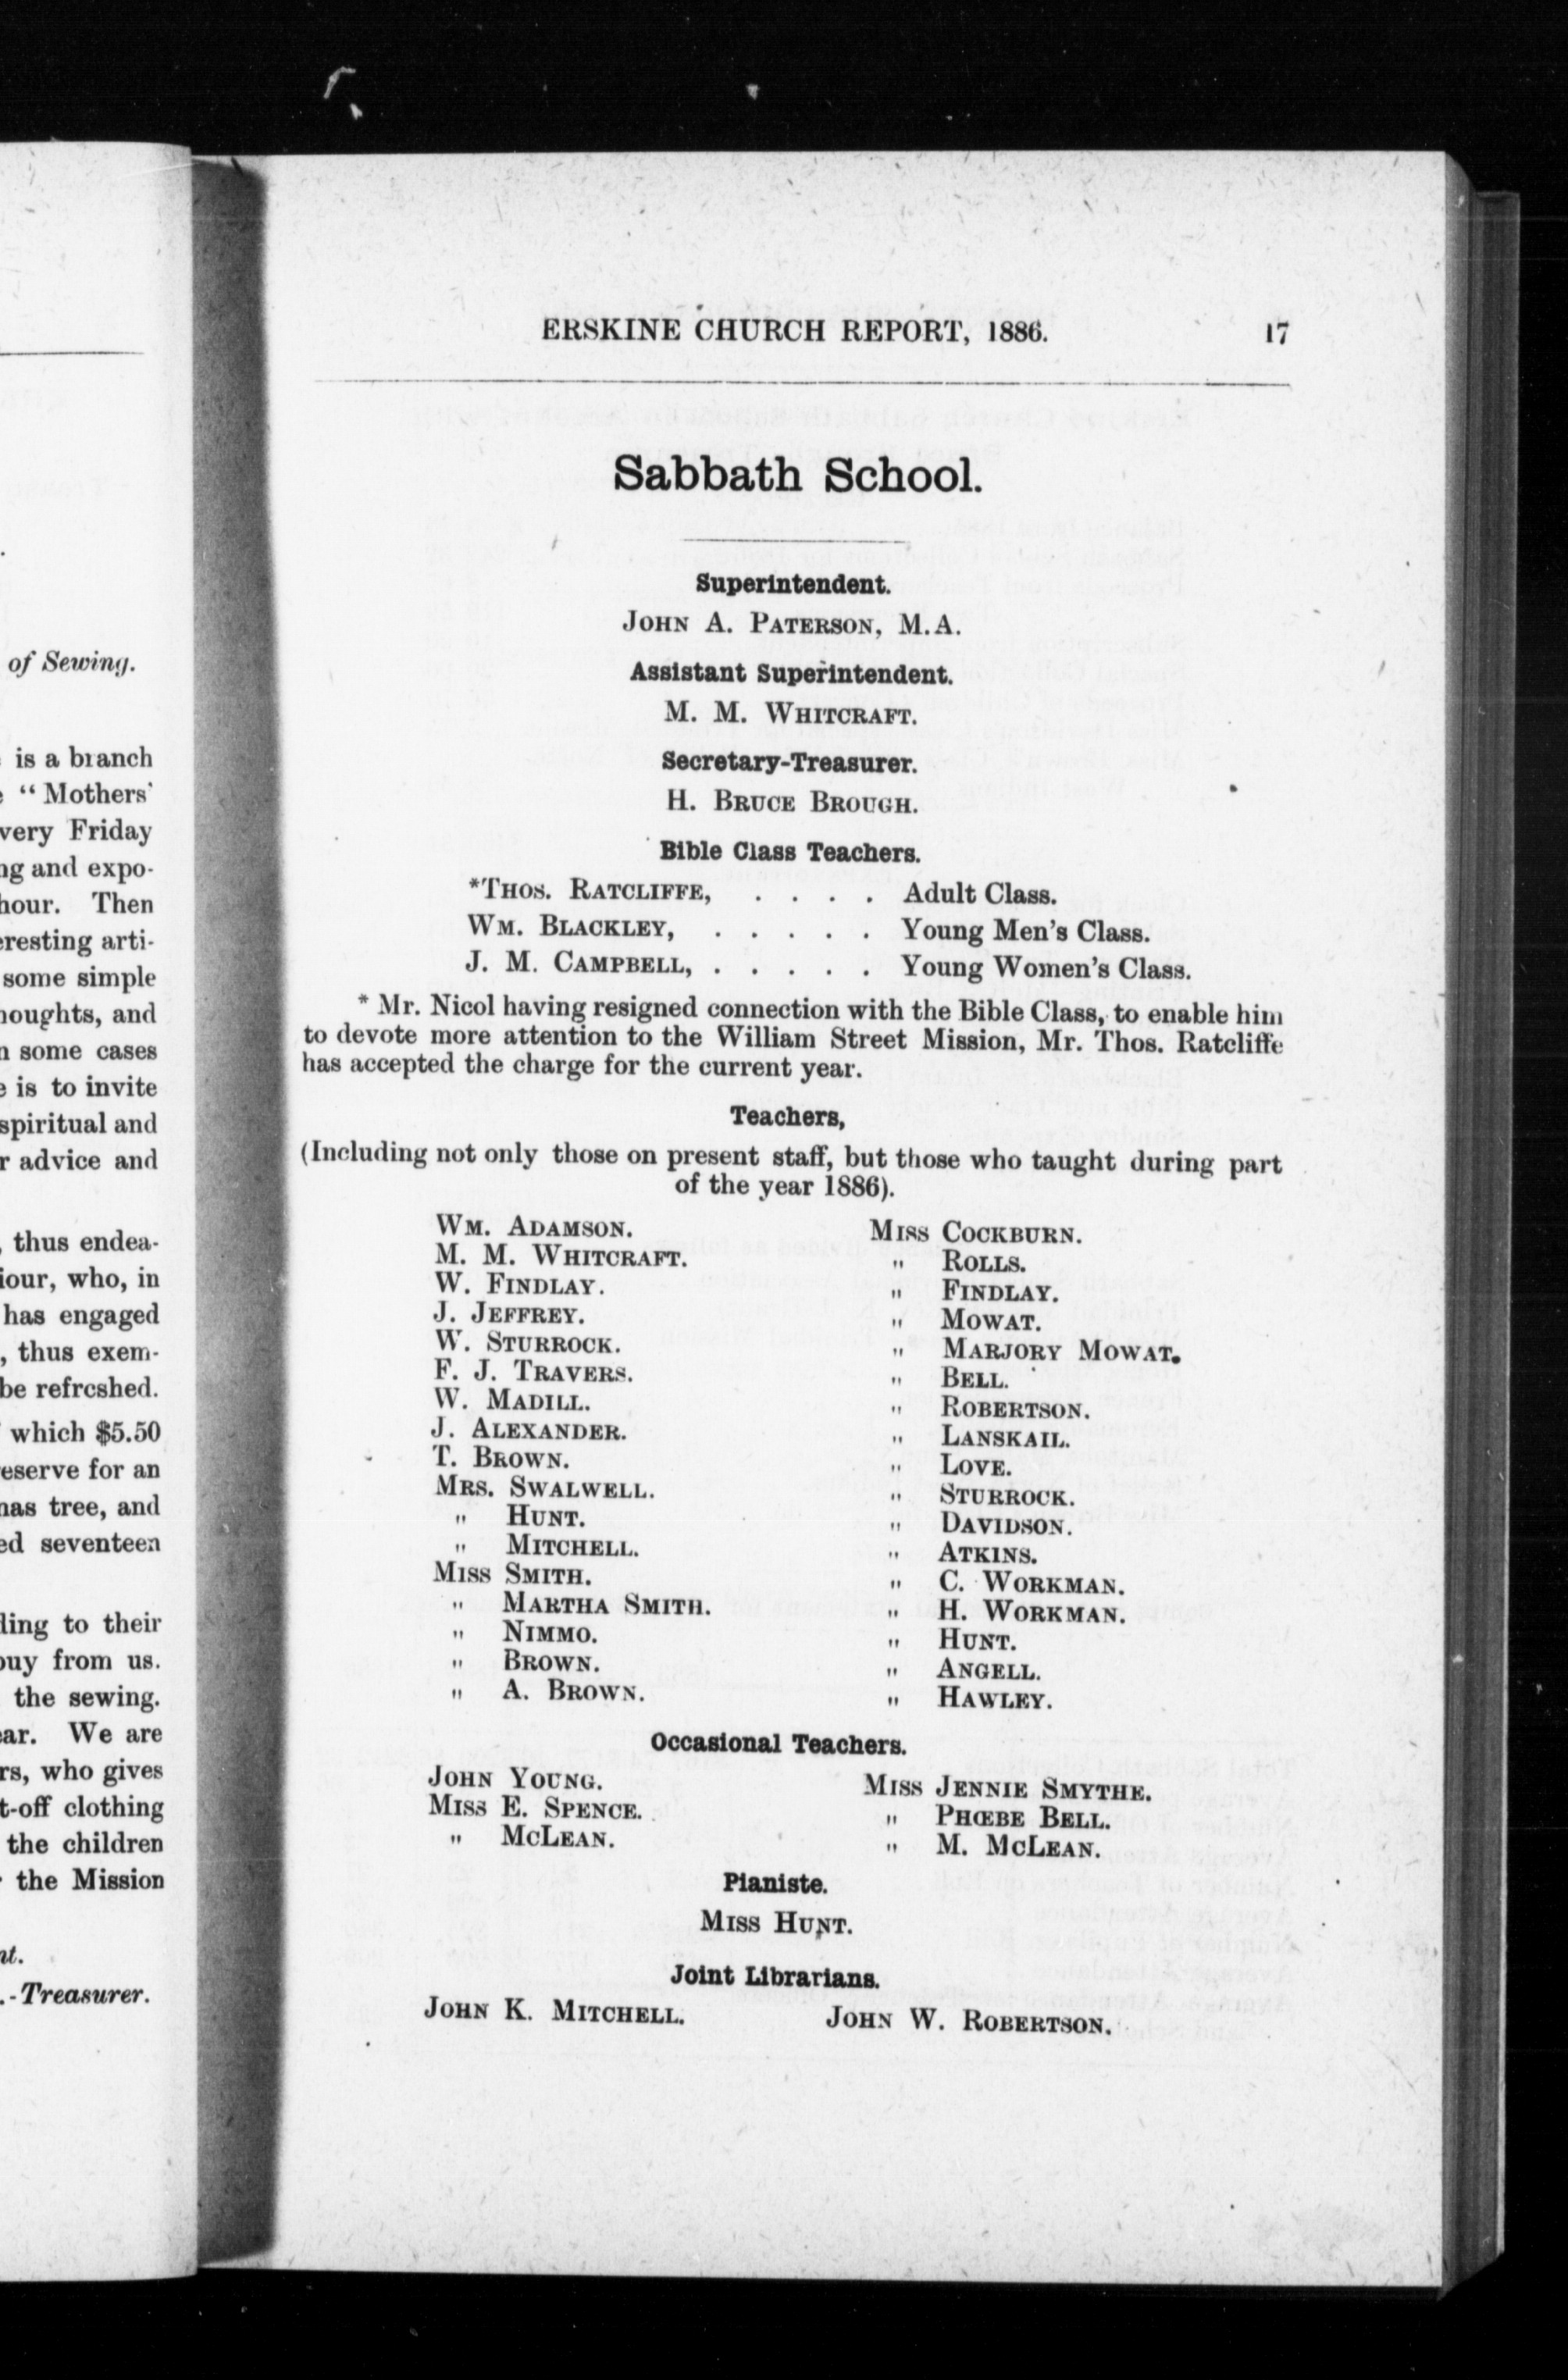 of Sewing.
is a branch
"Mothers'
very Friday
and expo-
hour. Then
resting arti-
some simple
houghts, and
some cases
is to invite
spiritual and
advice and
thus endea-
iour, who, in
has engaged
, thus exem-
be refreshed.
which $5.50
eserve for an
mas tree, and
ed seventeen
ding to their
buy from us.
the sewing.
ear. We are
rs, who gives
t-off clothing
the children
the Mission
nt.
.-Treasurer.
ERSKINE CHURCH REPORT, 1886. 17
Sabbath School.
Superintendent.
JOHN A. PATERSON, M.A.
Assistant Superintendent.
M. M. WHITCRAFT.
Secretary-Treasurer.
H. BRUCE BROUGH.
Bible Class Teachers.
*THOS. RATCLIFFE, . . . . Adult Class.
WM. BLACKLEY, . . . . . Young Men's Class.
J. M. CAMPBELL, . . . . . Young Women's Class.
* Mr. Nicol having resigned connection with the Bible Class, to enable him
to devote more attention to the William Street Mission, Mr. Thos. Ratcliffe
has accepted the charge for the current year.
Teachers,
(Including not only those on present staff, but those who taught during part
of the year 1886).
WM. ADAMSON.
M. M. WHITCRAFT.
W. FINDLAY.
J. JEFFREY.
W. STURROCK.
F. J. TRAVERS.
W. MADILL.
J. ALEXANDER.
T. BROWN.
MRS. SWALWELL.
" HUNT.
" MITCHELL.
MISS SMITH.
" MARTHA SMITH.
" NIMMO.
" BROWN.
" A. BROWN.
MISS COCKBURN.
" ROLLS.
" FINDLAY.
" MOWAT.
" MARJORY MOWAT.
" BELL.
" ROBERTSON.
" LANSKAIL.
" LOVE.
" STURROCK.
" DAVIDSON.
" ATKINS.
" C. WORKMAN.
" H. WORKMAN.
" HUNT.
" ANGELL.
" HAWLEY.
Occasional Teachers.
JOHN YOUNG.
MISS E. SPENCE.
" MCLEAN.
MISS JENNIE SMYTHE.
" PHŒBE BELL.
" M. MCLEAN.
Pianiste.
MISS HUNT.
Joint Librarians.
JOHN K. MITCHELL. JOHN W. ROBERTSON.